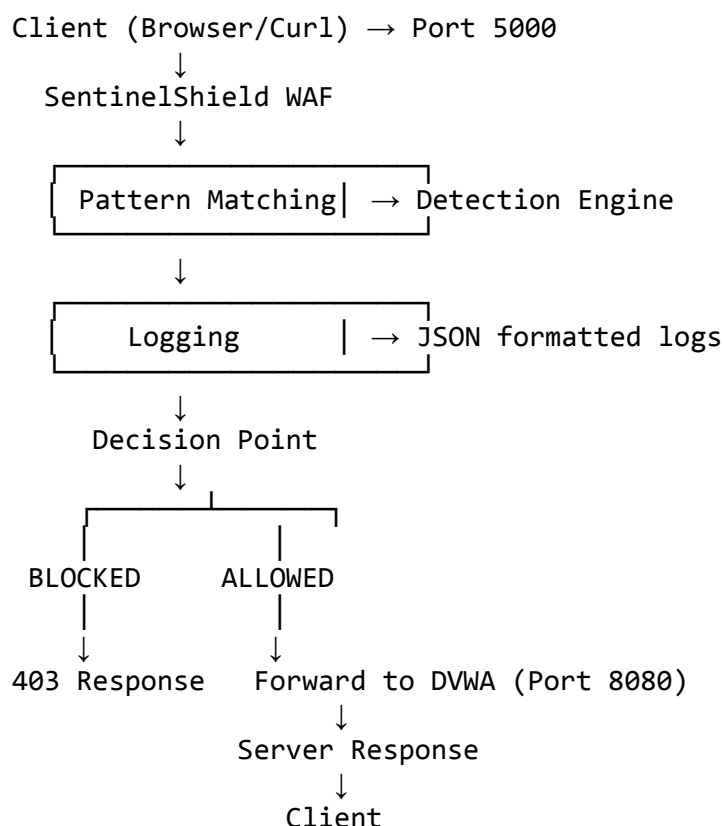 Client (Browser/Curl) → Port 5000
↓
SentinelShield WAF
↓
Pattern Matching → Detection Engine
↓
Logging → JSON formatted logs
↓
Decision Point
↓
BLOCKED ALLOWED
↓ ↓
403 Response Forward to DVWA (Port 8080)
↓
Server Response
↓
Client